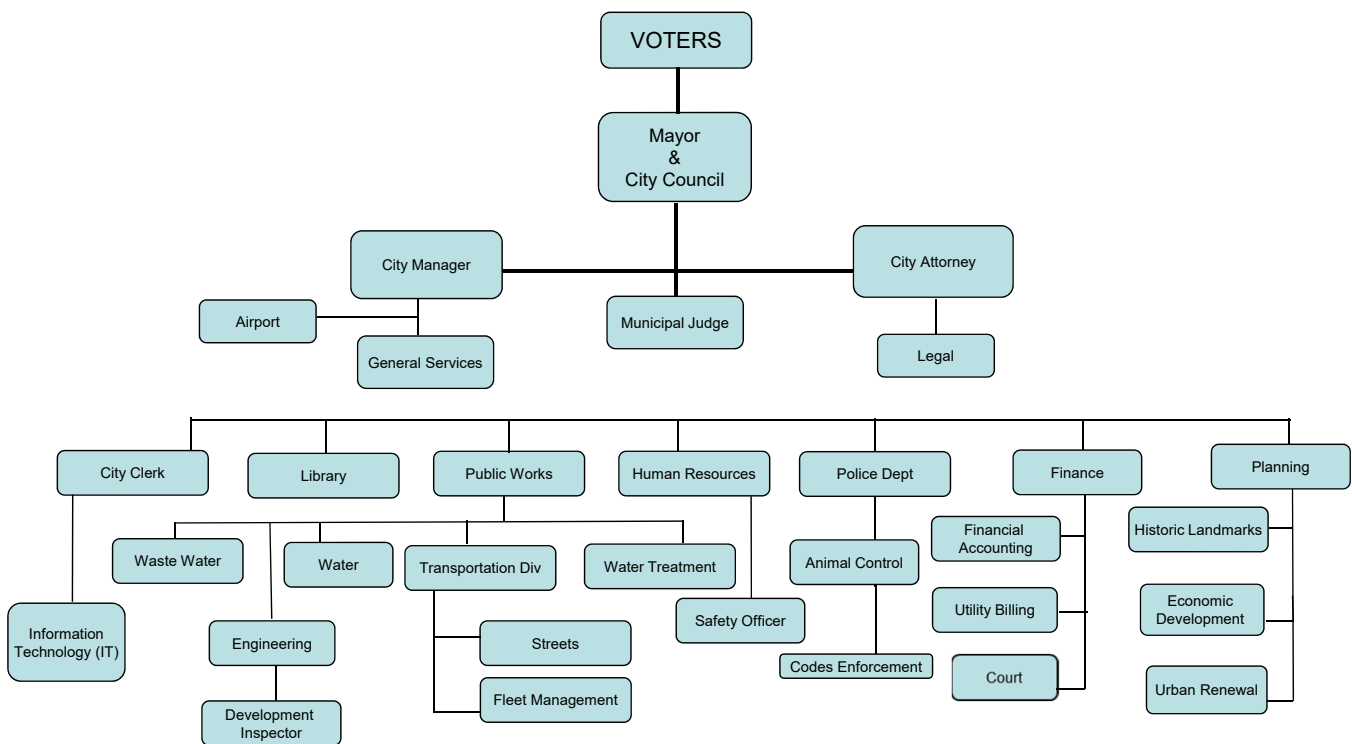 VOTERS
Mayor
&
City Council
City Manager
City Attorney
Airport
Municipal Judge
General Services
Legal
City Clerk
Library
Public Works
Human Resources
Police Dept
Finance
Planning
Waste Water
Water
Transportation Div
Water Treatment
Animal Control
Financial
Accounting
Historic Landmarks
Information
Technology (IT)
Engineering
Streets
Safety Officer
Utility Billing
Economic
Development
Codes Enforcement
Court
Urban Renewal
Fleet Management
Development
Inspector